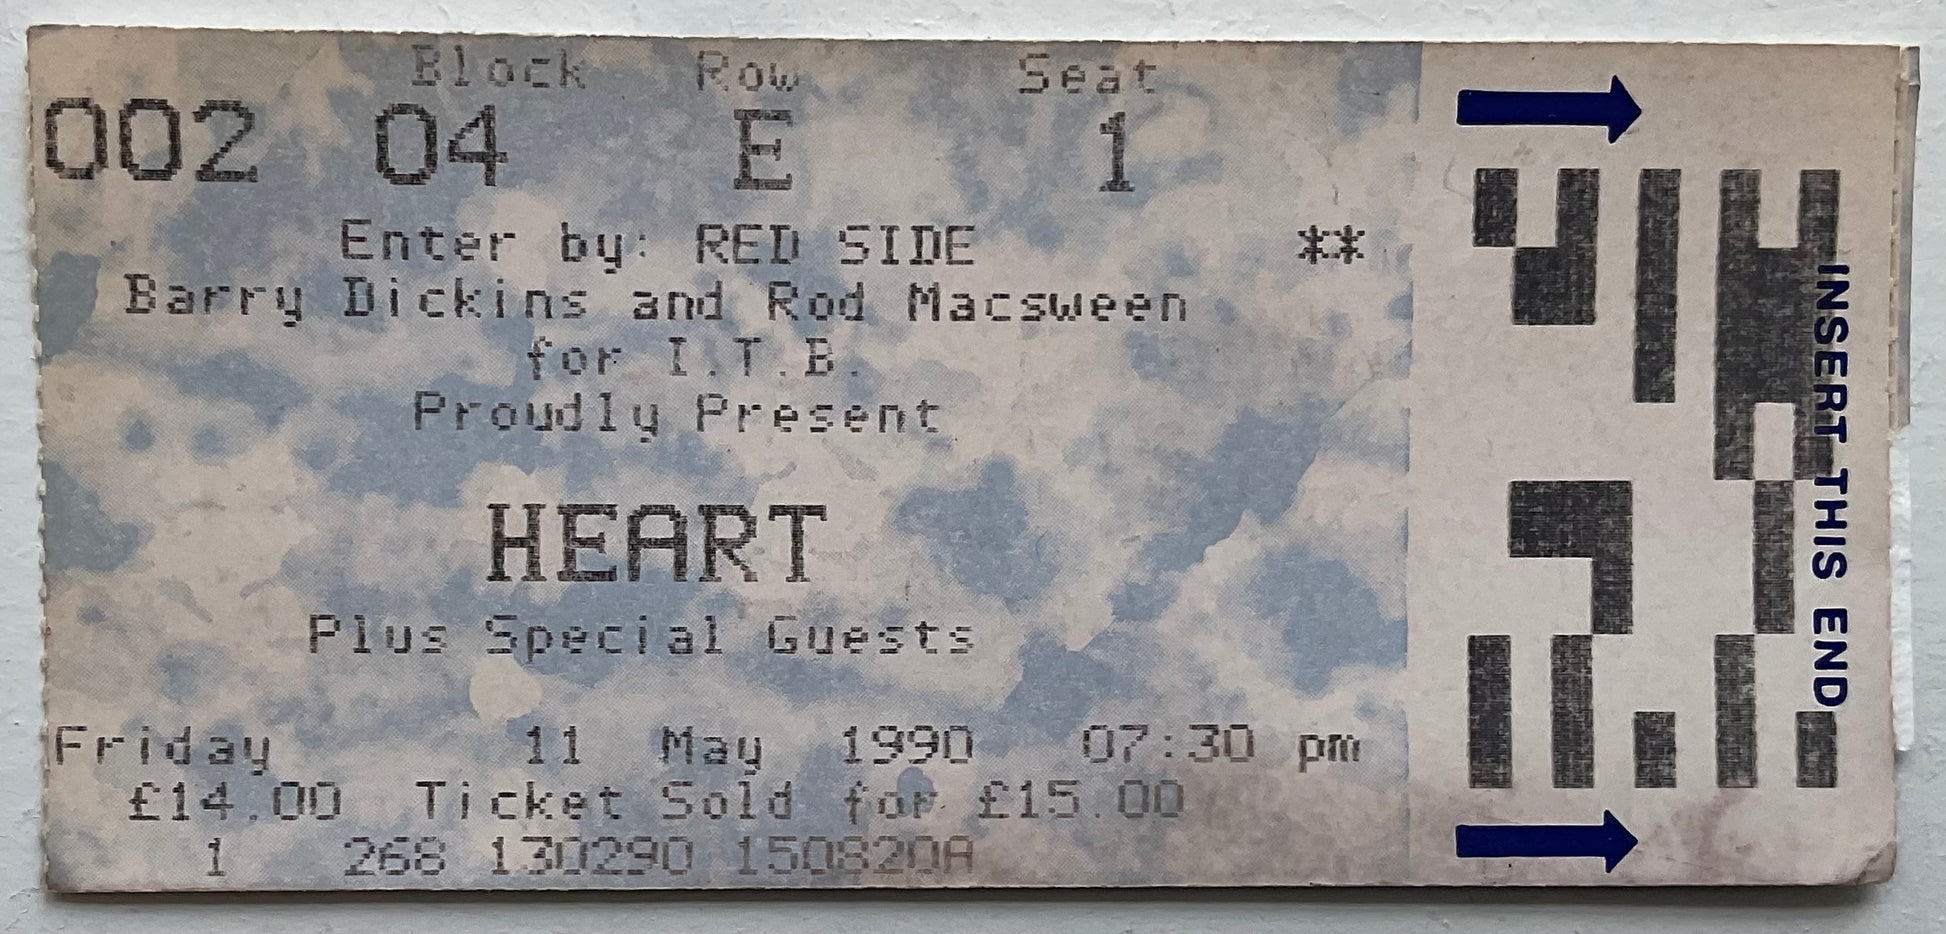 Block Row Seat
002 04 E 1
Enter by: RED SIDE **
Barry Dickins and Rod Macsween
for I.T.B.
Proudly Present
HEART
Plus Special Guests
Friday 11 May 1990 07:30 pm
£14.00 Ticket Sold for £15.00
1 268 130290 150820A
INSERT THIS END